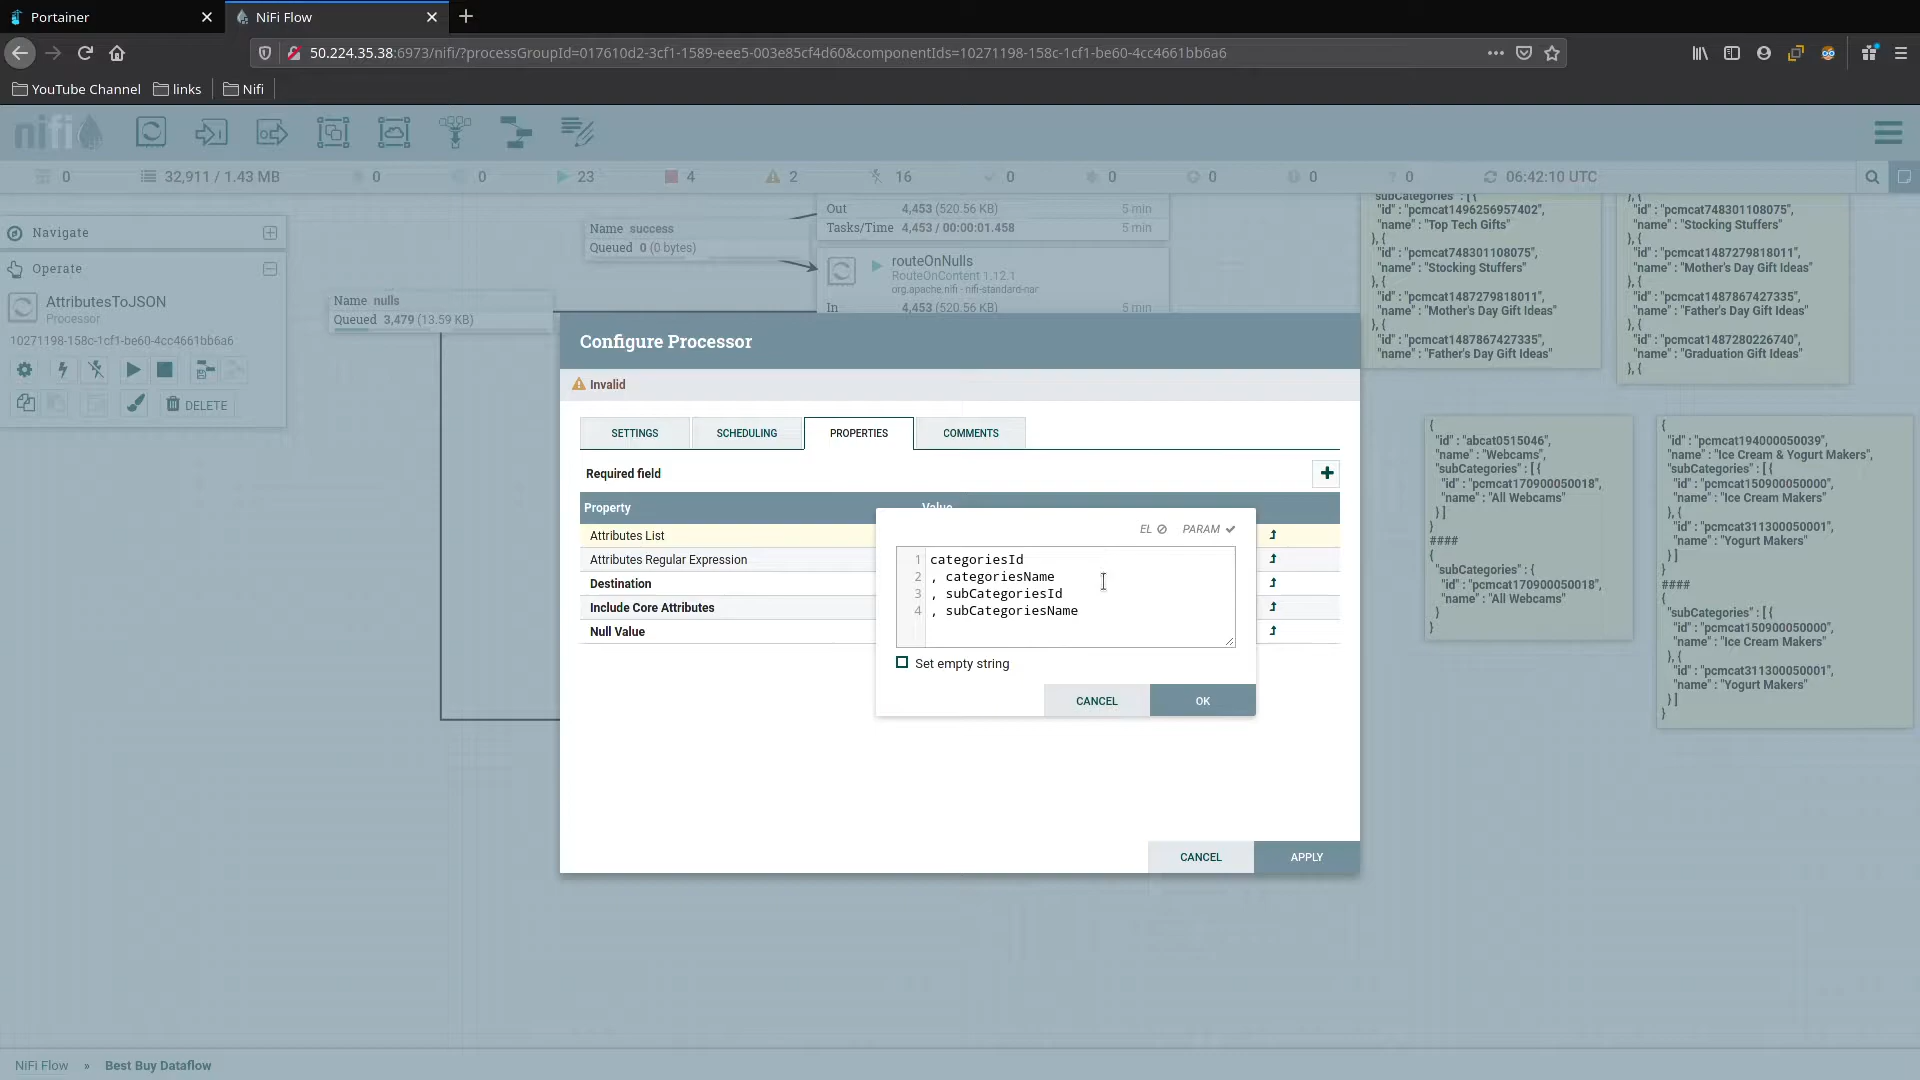 Portainer
NiFi Flow
50.224.35.38:6973/nifi/?processGroupId=017610d2-3cf1-1589-eee5-003e85cf4d60&componentIds=10271198-158c-1cf1-be60-4cc4661bb6a6
YouTube Channel
links
Nifi
nifi
0
32,911 / 1.43 MB
0
0
23
4
2
16
0
0
0
0
0
06:42:10 UTC
Navigate
Operate
AttributesToJSON
Processor
10271198-158c-1cf1-be60-4cc4661bb6a6
DELETE
Name success
Queued 0 (0 bytes)
Name nulls
Queued 3,479 (13.59 KB)
Out 4,453 (520.56 KB) 5 min
Tasks/Time 4,453 / 00:00:01.458 5 min
routeOnNulls
RouteOnContent 1.12.1
org.apache.nifi - nifi-standard-nar
In 4,453 (520.56 KB) 5 min
Configure Processor
Invalid
SETTINGS
SCHEDULING
PROPERTIES
COMMENTS
Required field
Property
Value
Attributes List
Attributes Regular Expression
Destination
Include Core Attributes
Null Value
EL
PARAM
1 categoriesId
2 , categoriesName
3 , subCategoriesId
4 , subCategoriesName
Set empty string
CANCEL
OK
CANCEL
APPLY
"subCategories" : [ {
"id" : "pcmcat1496256957402",
"name" : "Top Tech Gifts"
}, {
"id" : "pcmcat748301108075",
"name" : "Stocking Stuffers"
}, {
"id" : "pcmcat1487279818011",
"name" : "Mother's Day Gift Ideas"
}, {
"id" : "pcmcat1487867427335",
"name" : "Father's Day Gift Ideas"
}, {
"id" : "pcmcat748301108075",
"name" : "Stocking Stuffers"
}, {
"id" : "pcmcat1487279818011",
"name" : "Mother's Day Gift Ideas"
}, {
"id" : "pcmcat1487867427335",
"name" : "Father's Day Gift Ideas"
}, {
"id" : "pcmcat1487280226740",
"name" : "Graduation Gift Ideas"
}, {
{
"id" : "abcat0515046",
"name" : "Webcams",
"subCategories" : [ {
"id" : "pcmcat170900050018",
"name" : "All Webcams"
} ]
}
####
{
"subCategories" : {
"id" : "pcmcat170900050018",
"name" : "All Webcams"
}
}
{
"id" : "pcmcat194000050039",
"name" : "Ice Cream & Yogurt Makers",
"subCategories" : [ {
"id" : "pcmcat150900050000",
"name" : "Ice Cream Makers"
}, {
"id" : "pcmcat311300050001",
"name" : "Yogurt Makers"
} ]
}
####
{
"subCategories" : [ {
"id" : "pcmcat150900050000",
"name" : "Ice Cream Makers"
}, {
"id" : "pcmcat311300050001",
"name" : "Yogurt Makers"
} ]
}
NiFi Flow » Best Buy Dataflow